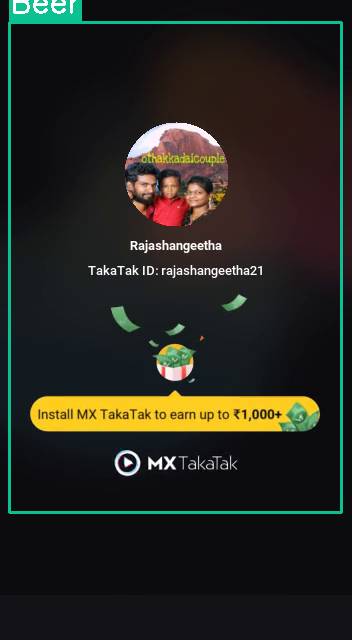 Beer
othakkadaicouple
Rajashangeetha
TakaTak ID: rajashangeetha21
Install MX TakaTak to earn up to ₹1,000+
MX TakaTak